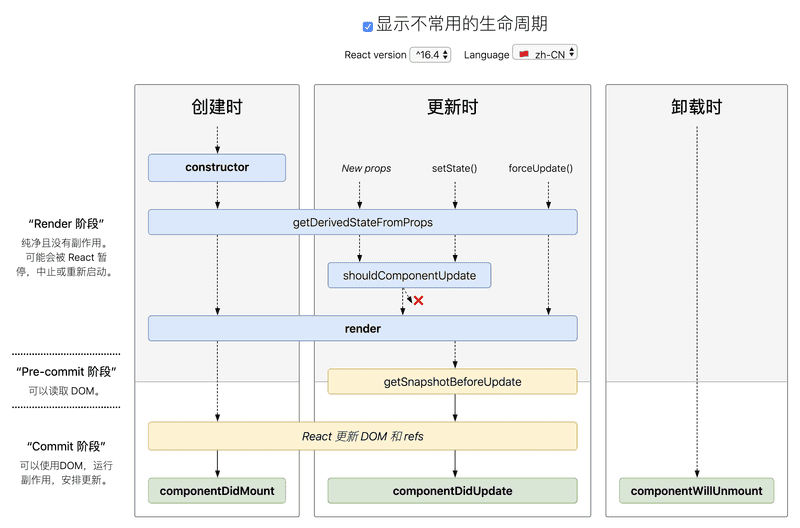 显示不常用的生命周期
React version ^16.4 Language zh-CN
创建时
更新时
卸载时
constructor
New props
setState()
forceUpdate()
“Render 阶段”
纯净且没有副作用。
可能会被 React 暂
停，中止或重新启动。
getDerivedStateFromProps
shouldComponentUpdate
render
“Pre-commit 阶段”
可以读取 DOM。
getSnapshotBeforeUpdate
“Commit 阶段”
可以使用DOM，运行
副作用，安排更新。
React 更新 DOM 和 refs
componentDidMount
componentDidUpdate
componentWillUnmount